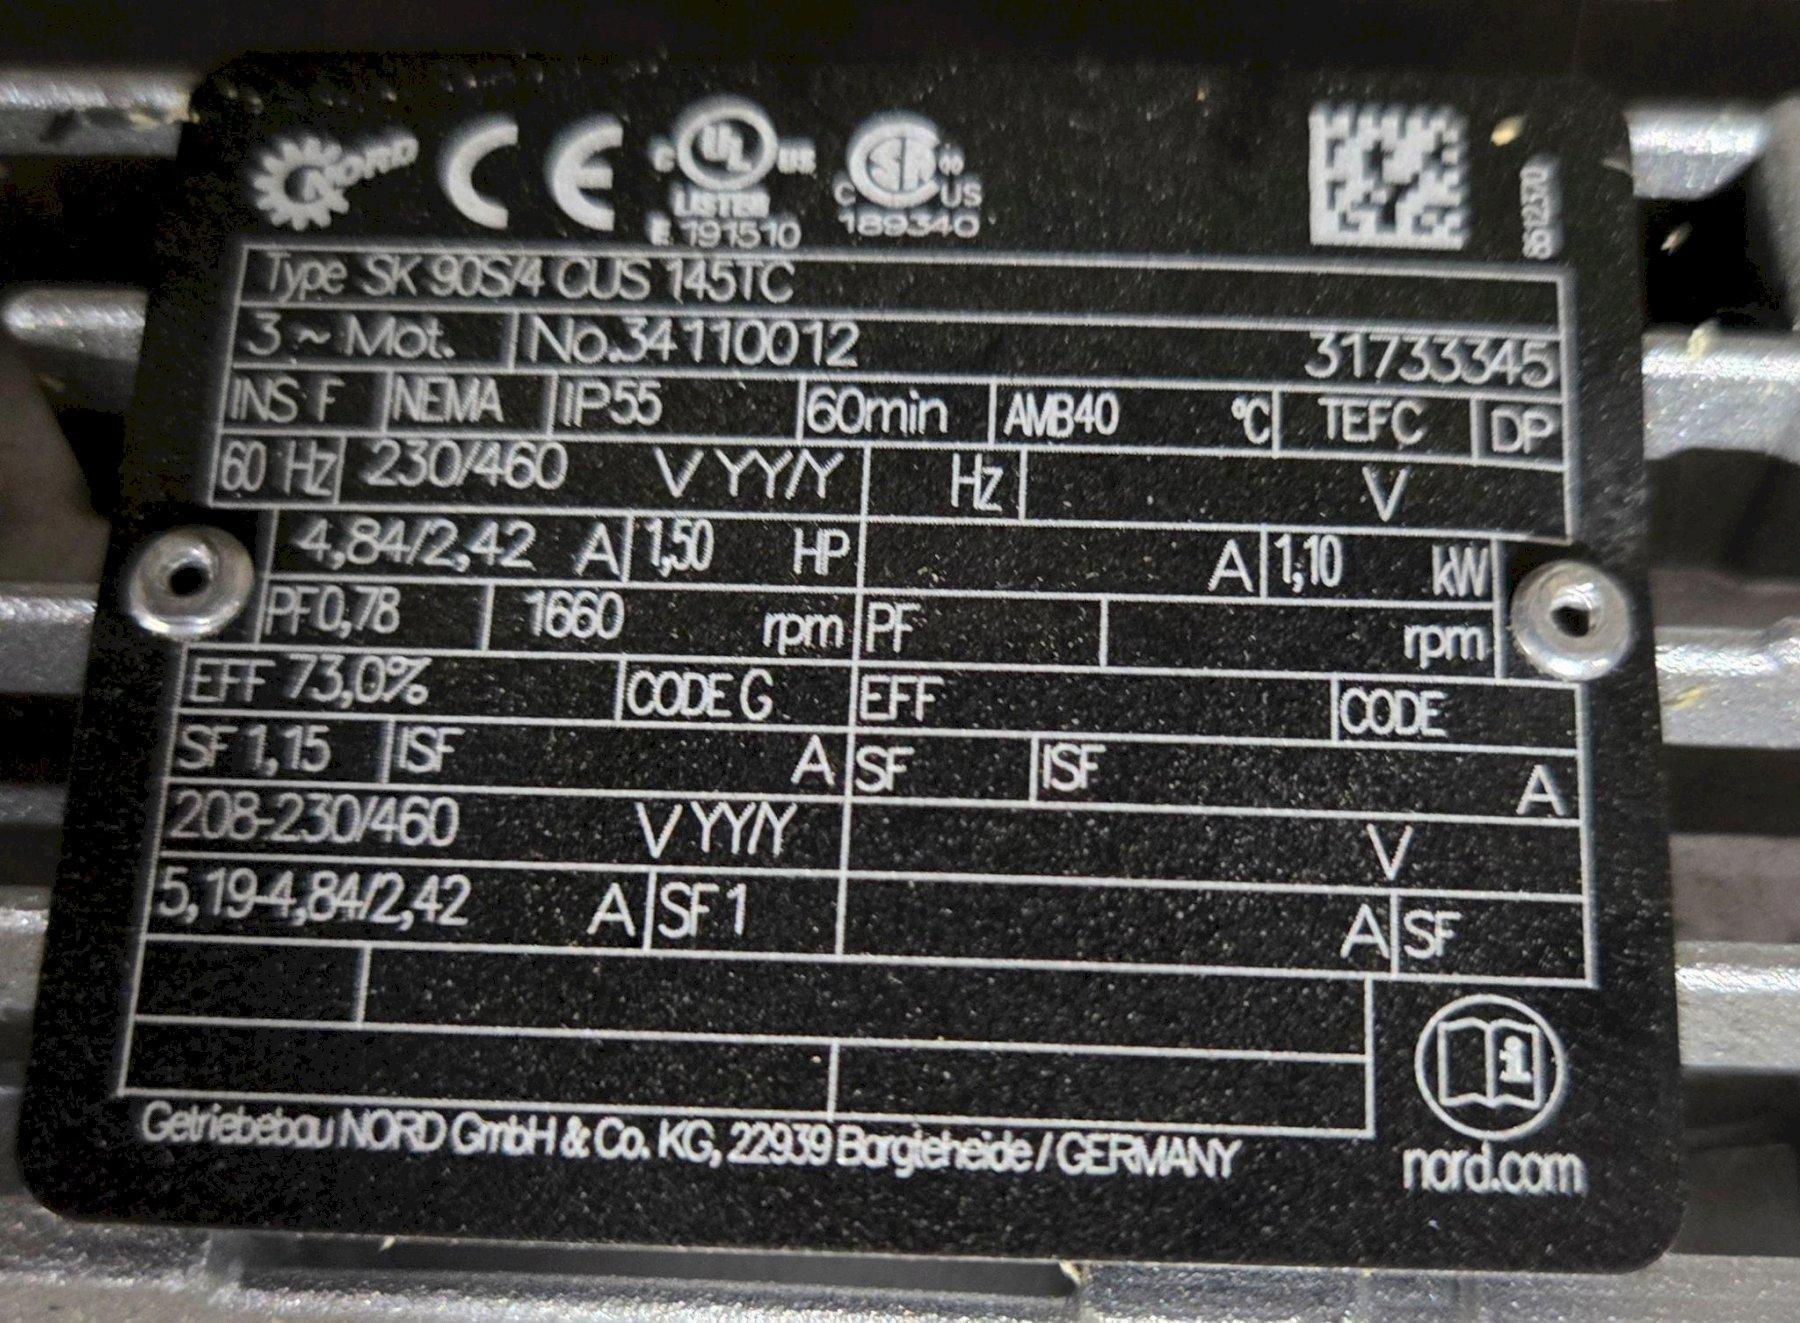 NORD CE C UL US C SA US
LISTED
E 191510 189340
Type SK 90S/4 CUS 145TC
3 ~ Mot. No.34110012 31733345
INS F NEMA IP55 60min AMB40 °C TEFC DP
60 Hz 230/460 V YY/Y Hz V
4,84/2,42 A 1,50 HP A 1,10 kW
PF0,78 1660 rpm PF rpm
EFF 73,0% CODE G EFF CODE
SF 1,15 ISF A SF ISF A
208-230/460 V YY/Y V
5,19-4,84/2,42 A SF 1 A SF
Getriebebau NORD GmbH & Co. KG, 22939 Bargteheide / GERMANY
nord.com